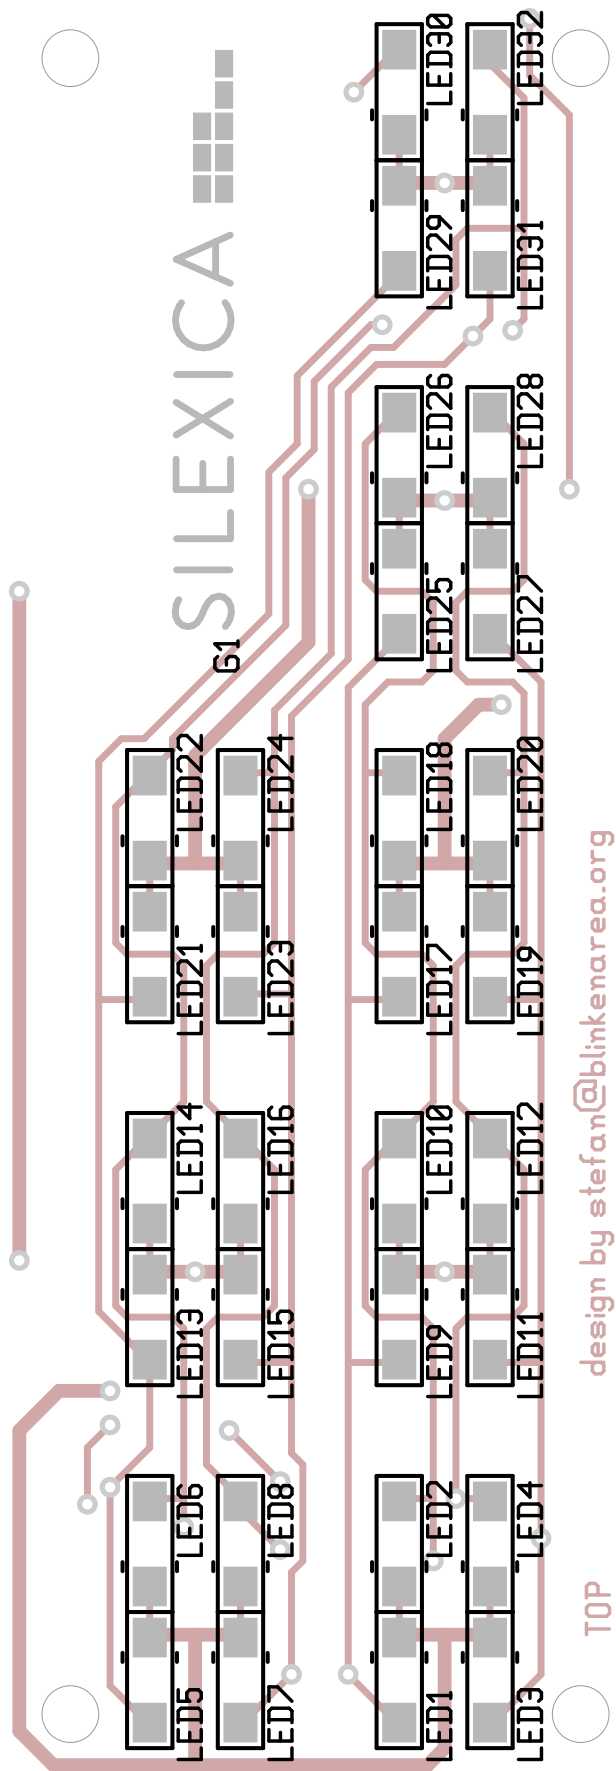 LED30
LED32
LED29
LED31
SILEXICA
LED26
LED28
LED25
LED27
G1
LED22
LED24
LED18
LED20
LED21
LED23
LED17
LED19
design by stefan@blinkenarea.org
LED14
LED16
LED10
LED12
LED13
LED15
LED9
LED11
LED6
LED8
LED2
LED4
TOP
LED5
LED7
LED1
LED3